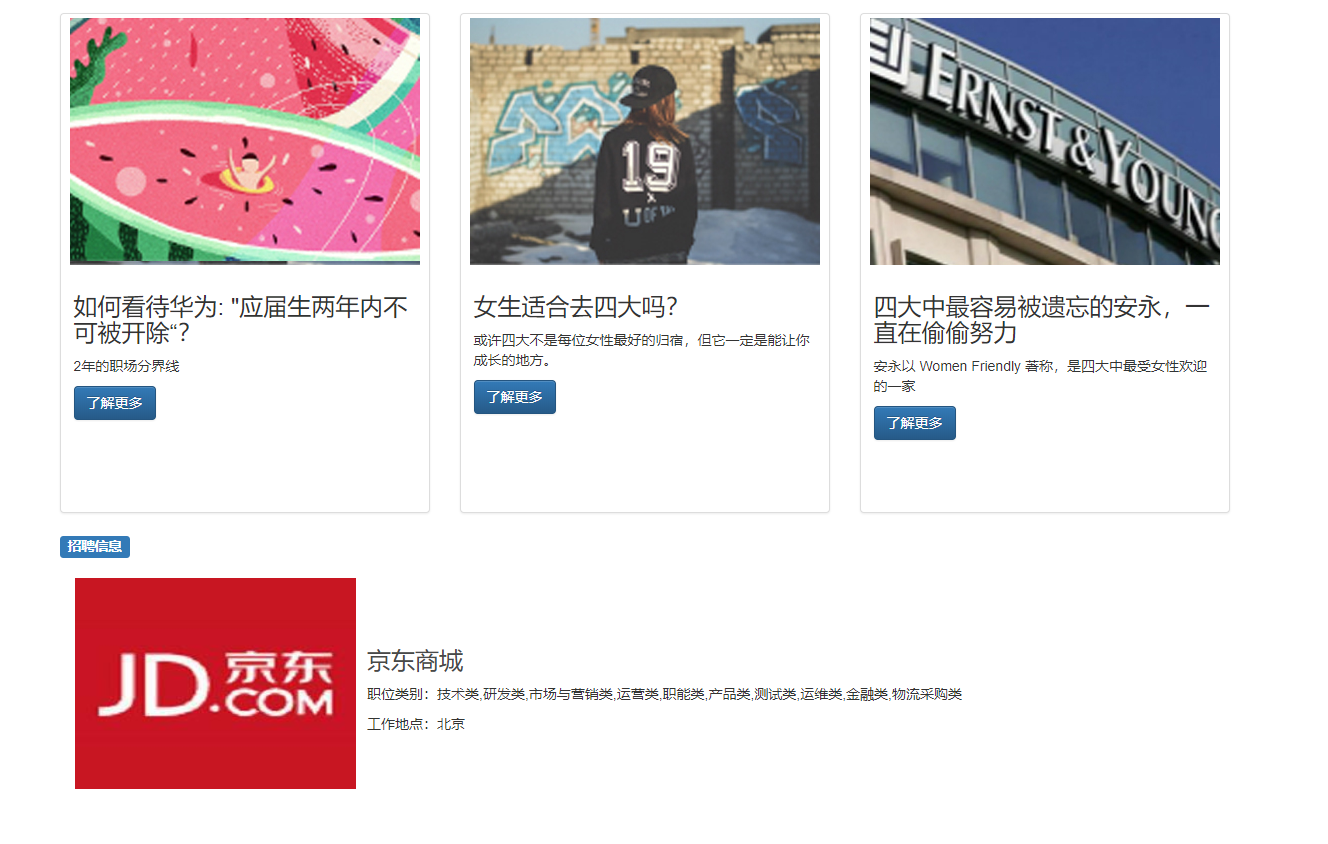 19
x
U OF
ERNST & YOUNG
如何看待华为: "应届生两年内不
可被开除“？
2年的职场分界线
了解更多
女生适合去四大吗？
或许四大不是每位女性最好的归宿，但它一定是能让你
成长的地方。
了解更多
四大中最容易被遗忘的安永，一
直在偷偷努力
安永以 Women Friendly 著称，是四大中最受女性欢迎
的一家
了解更多
招聘信息
JD.京东
.COM
京东商城
职位类别：技术类,研发类,市场与营销类,运营类,职能类,产品类,测试类,运维类,金融类,物流采购类
工作地点：北京